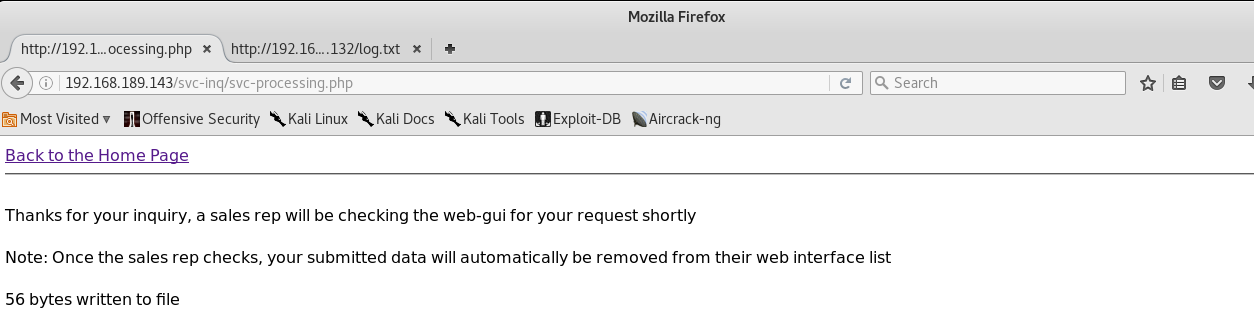 Mozilla Firefox
http://192.1...ocessing.php × http://192.16....132/log.txt ×
192.168.189.143/svc-inq/svc-processing.php Search
Most Visited Offensive Security Kali Linux Kali Docs Kali Tools Exploit-DB Aircrack-ng
Back to the Home Page
Thanks for your inquiry, a sales rep will be checking the web-gui for your request shortly
Note: Once the sales rep checks, your submitted data will automatically be removed from their web interface list
56 bytes written to file